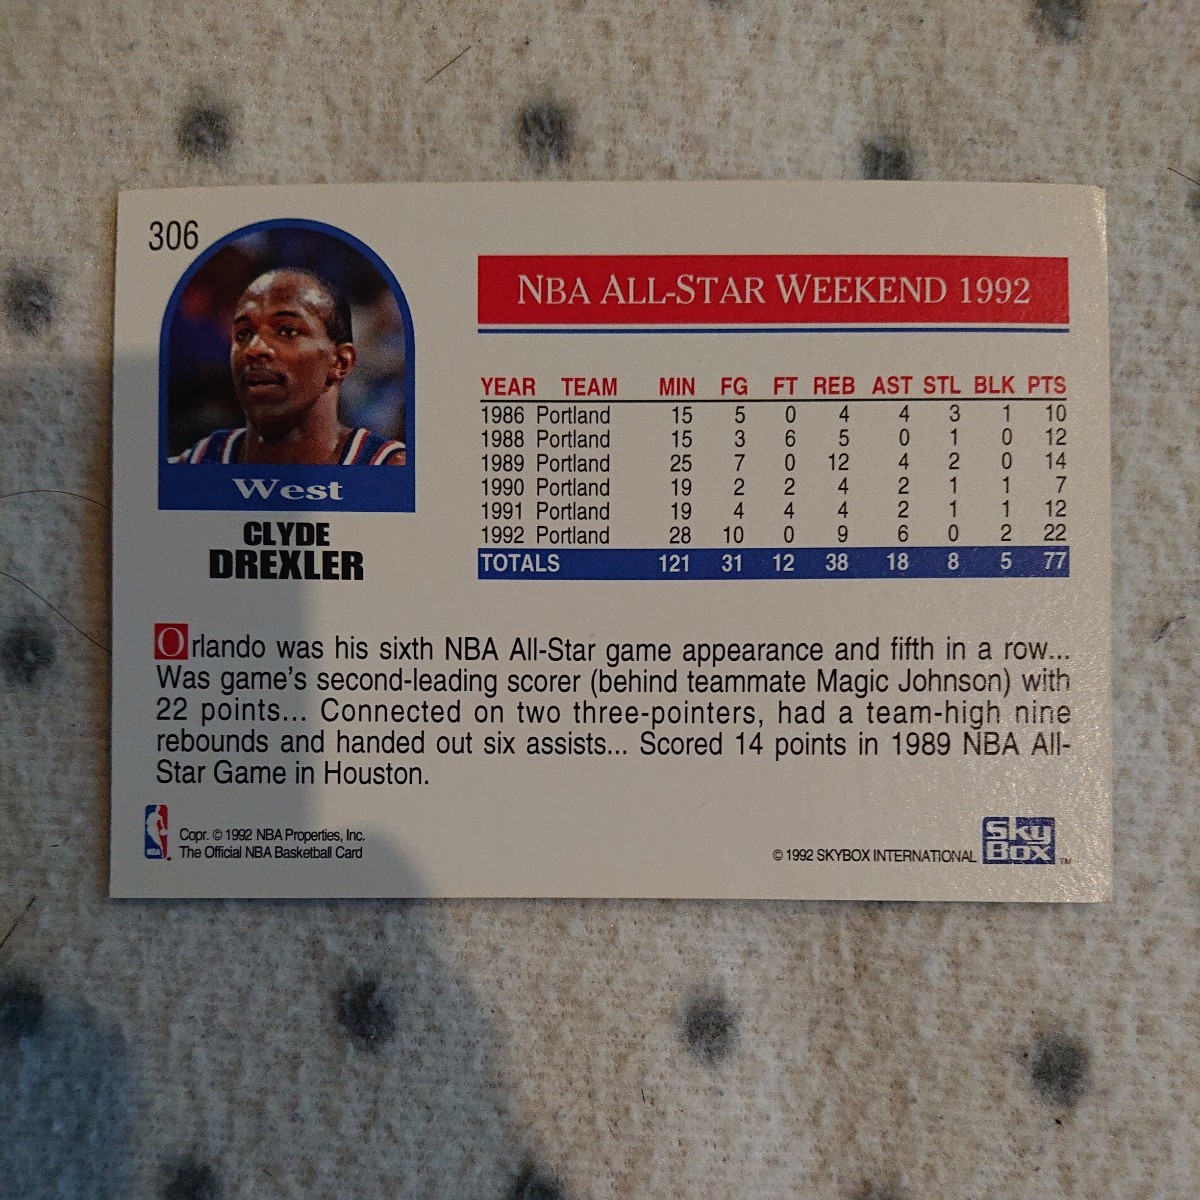 306
West
CLYDE
DREXLER
NBA ALL-STAR WEEKEND 1992
YEAR TEAM MIN FG FT REB AST STL BLK PTS
1986 Portland 15 5 0 4 4 3 1 10
1988 Portland 15 3 6 5 0 1 0 12
1989 Portland 25 7 0 12 4 2 0 14
1990 Portland 19 2 2 4 2 1 1 7
1991 Portland 19 4 4 4 2 1 1 12
1992 Portland 28 10 0 9 6 0 2 22
TOTALS 121 31 12 38 18 8 5 77
Orlando was his sixth NBA All-Star game appearance and fifth in a row...
Was game's second-leading scorer (behind teammate Magic Johnson) with
22 points... Connected on two three-pointers, had a team-high nine
rebounds and handed out six assists... Scored 14 points in 1989 NBA All-
Star Game in Houston.
NBA
Copr. © 1992 NBA Properties, Inc.
The Official NBA Basketball Card
© 1992 SKYBOX INTERNATIONAL
SKY
BOX ™